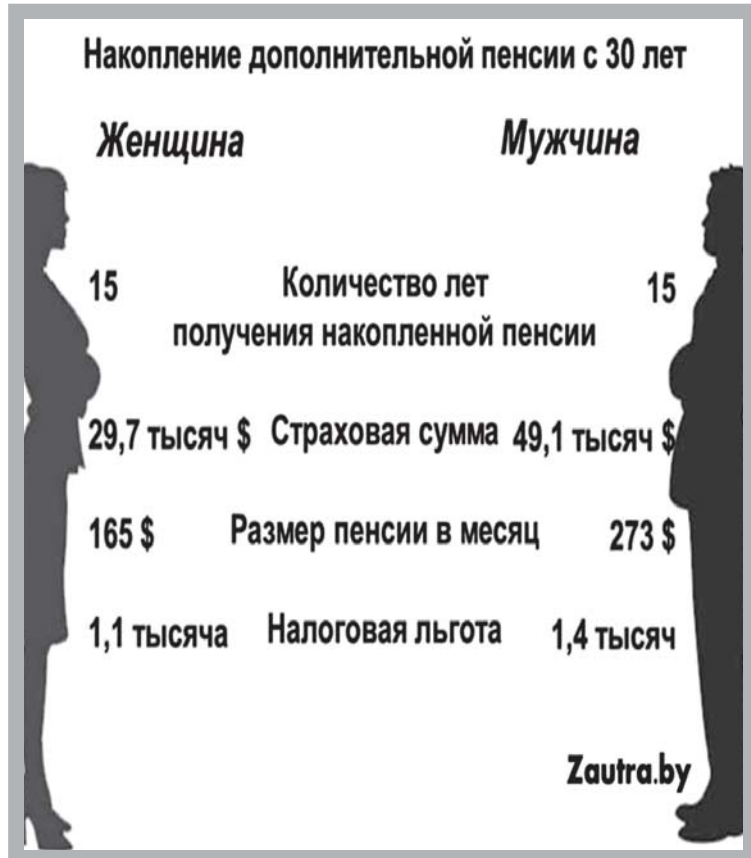 Накопление дополнительной пенсии с 30 лет
Женщина Мужчина
15 Количество лет 15
получения накопленной пенсии
29,7 тысяч $ Страховая сумма 49,1 тысяч $
165 $ Размер пенсии в месяц 273 $
1,1 тысяча Налоговая льгота 1,4 тысяч
Zautra.by